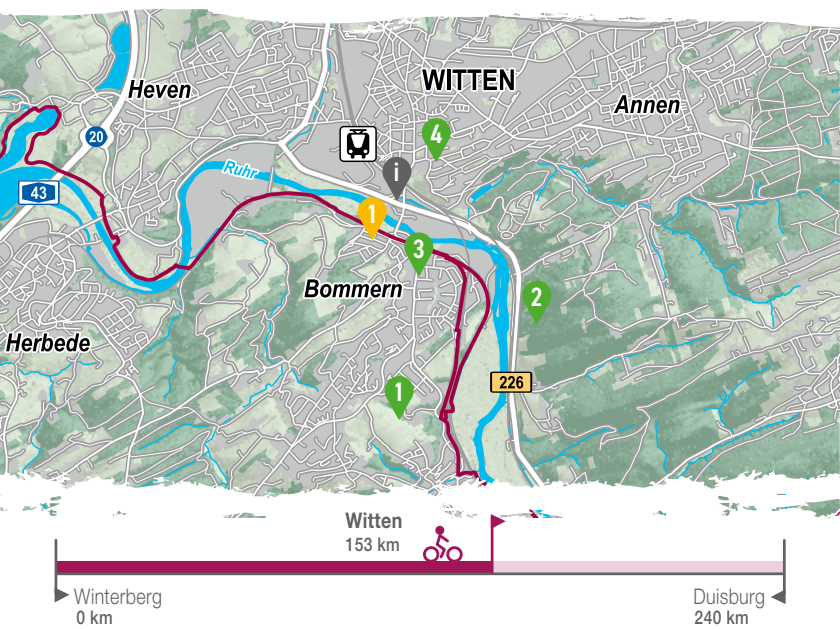 WITTEN
Heven
Annen
20
4
43
Ruhr
i
1
3
Bommern
2
Herbede
226
1
Witten
153 km
Winterberg
0 km
Duisburg
240 km